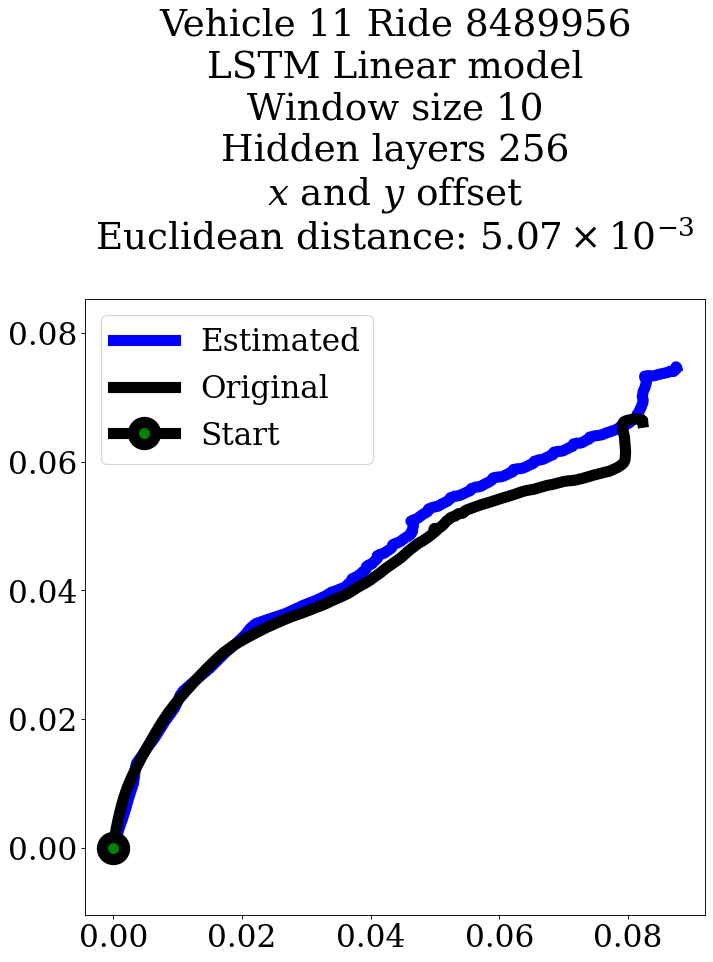 Vehicle 11 Ride 8489956
LSTM Linear model
Window size 10
Hidden layers 256
x and y offset
Euclidean distance: 5.07 × 10⁻³
Estimated
Original
Start
0.08
0.06
0.04
0.02
0.00
0.00 0.02 0.04 0.06 0.08